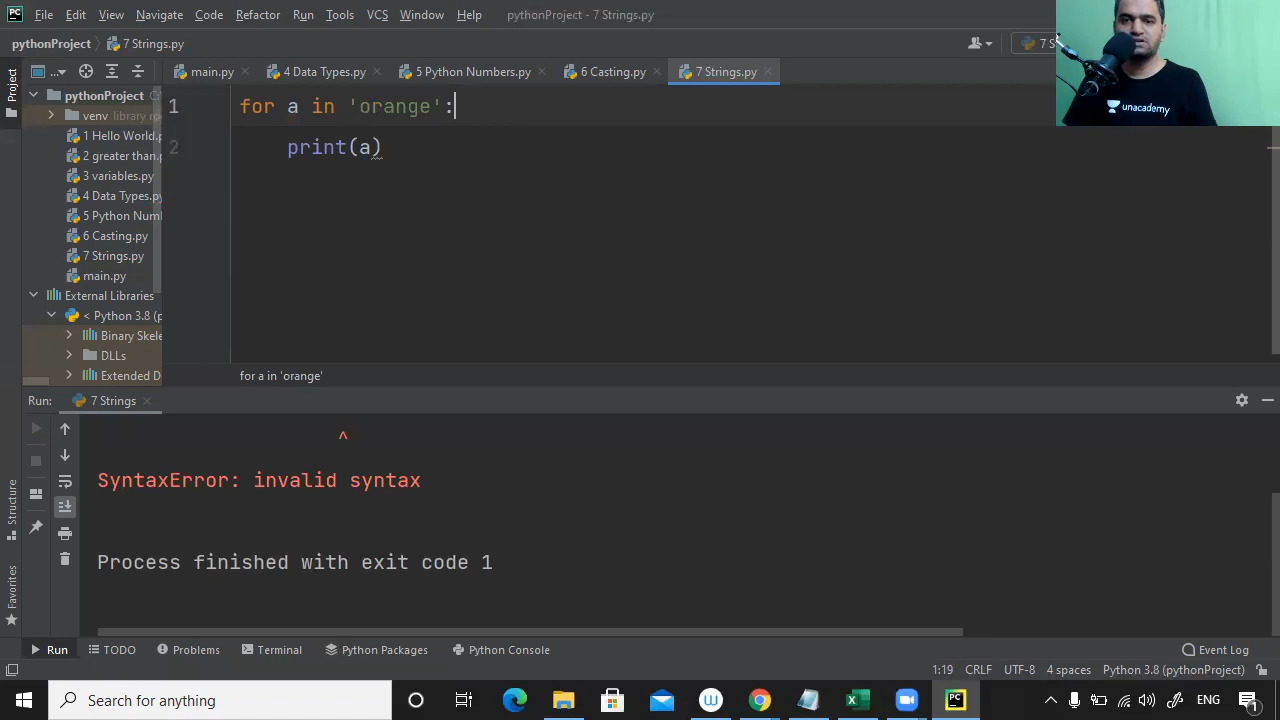 PC File Edit View Navigate Code Refactor Run Tools VCS Window Help pythonProject - 7 Strings.py
pythonProject 7 Strings.py
main.py 4 Data Types.py 5 Python Numbers.py 6 Casting.py 7 Strings.py
unacademy
Project
pythonProject
venv library
1 Hello World.
2 greater than.
3 variables.py
4 Data Types.py
5 Python Num
6 Casting.py
7 Strings.py
main.py
External Libraries
< Python 3.8 (p
Binary Skele
DLLs
Extended D
1 for a in 'orange':
2 print(a)
for a in 'orange'
Run: 7 Strings
^
SyntaxError: invalid syntax
Process finished with exit code 1
Structure
Favorites
Run TODO Problems Terminal Python Packages Python Console Event Log
1:19 CRLF UTF-8 4 spaces Python 3.8 (pythonProject)
Search for anything
ENG